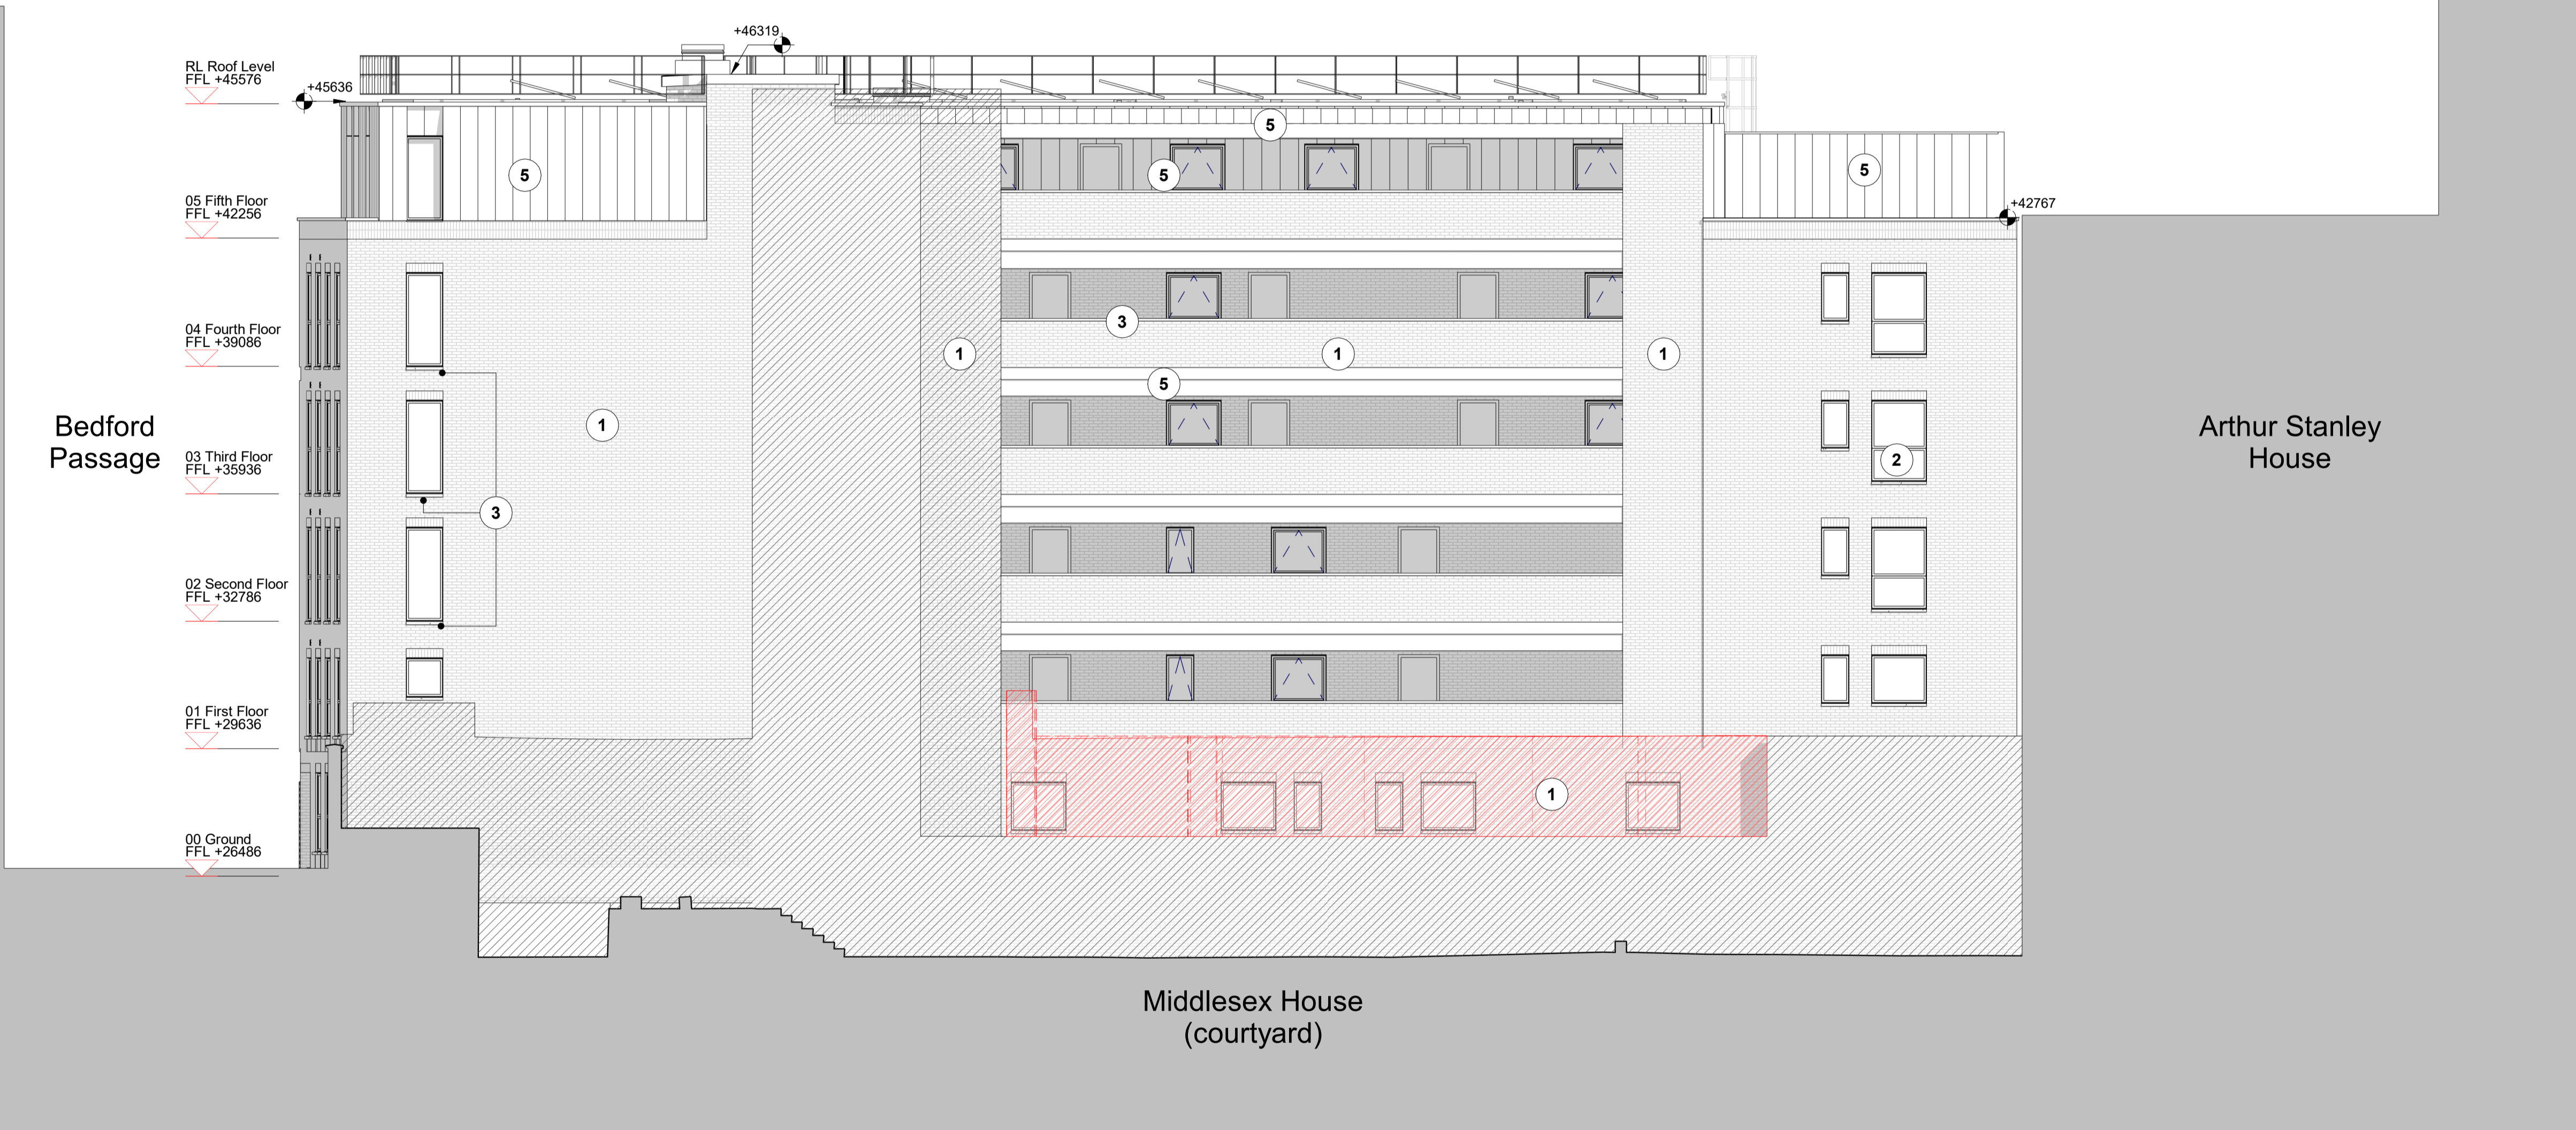 +46319
RL Roof Level
FFL +45576
+45636
5
5
5
5
05 Fifth Floor
FFL +42256
+42767
04 Fourth Floor
FFL +39086
3
1
1
1
5
1
Bedford
Passage
03 Third Floor
FFL +35936
2
Arthur Stanley
House
3
02 Second Floor
FFL +32786
01 First Floor
FFL +29636
1
00 Ground
FFL +26486
Middlesex House
(courtyard)